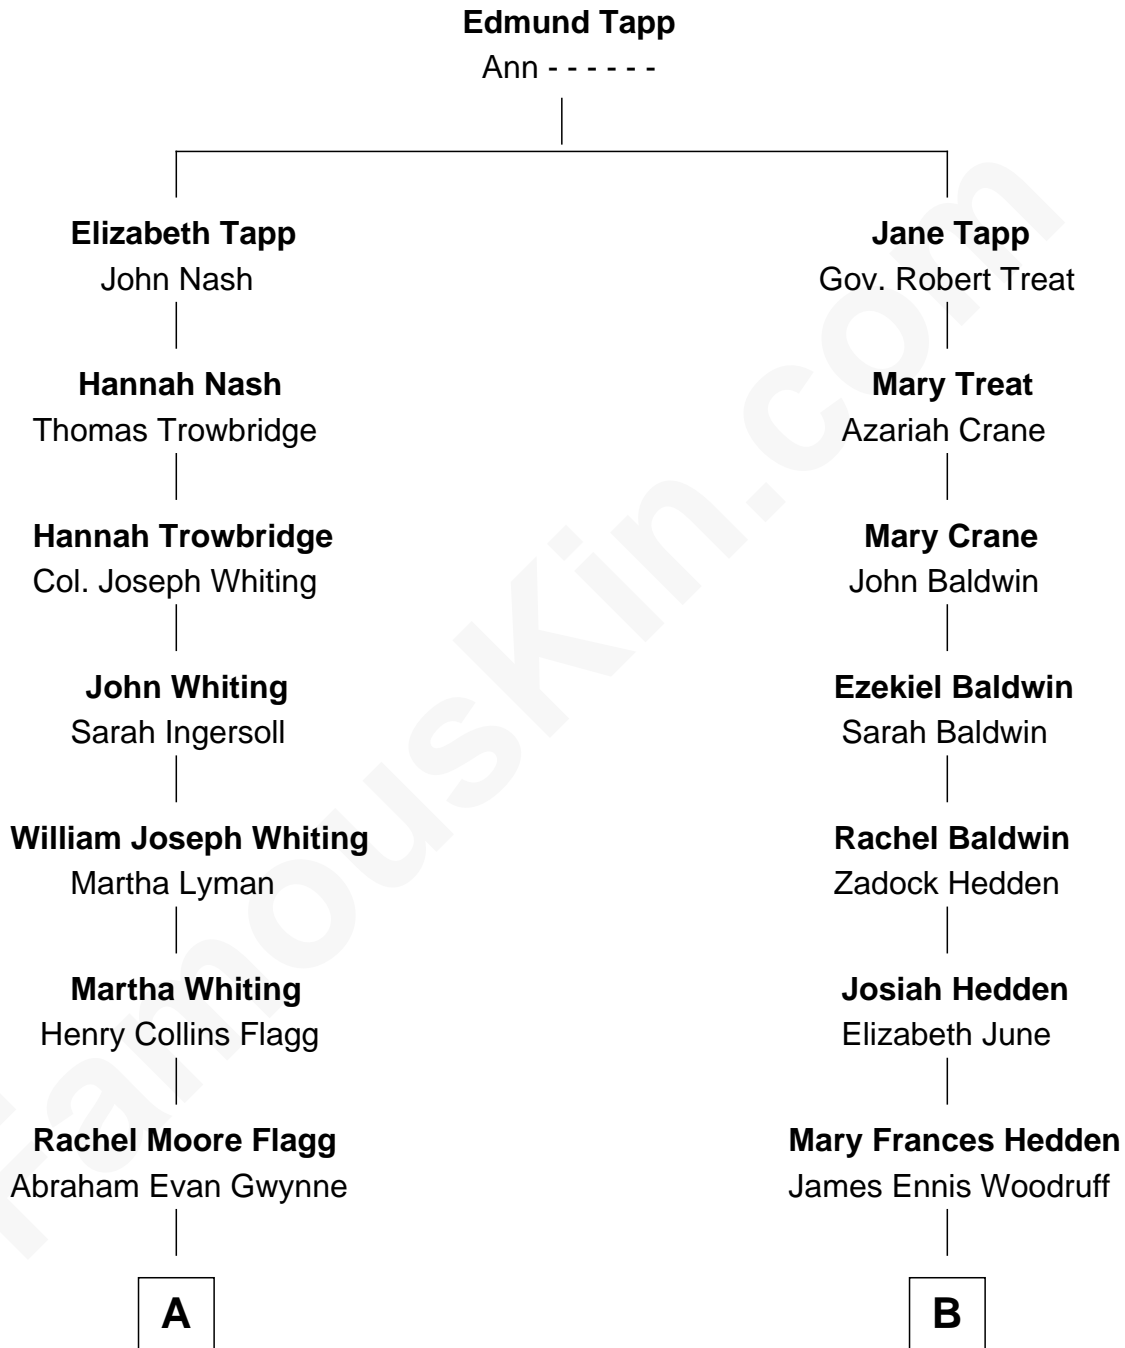 Edmund Tapp
Ann - - - - - -
Elizabeth Tapp
John Nash
Jane Tapp
Gov. Robert Treat
Hannah Nash
Thomas Trowbridge
Mary Treat
Azariah Crane
Hannah Trowbridge
Col. Joseph Whiting
Mary Crane
John Baldwin
John Whiting
Sarah Ingersoll
Ezekiel Baldwin
Sarah Baldwin
William Joseph Whiting
Martha Lyman
Rachel Baldwin
Zadock Hedden
Martha Whiting
Henry Collins Flagg
Josiah Hedden
Elizabeth June
Rachel Moore Flagg
Abraham Evan Gwynne
Mary Frances Hedden
James Ennis Woodruff
A
B
FamousKin.com